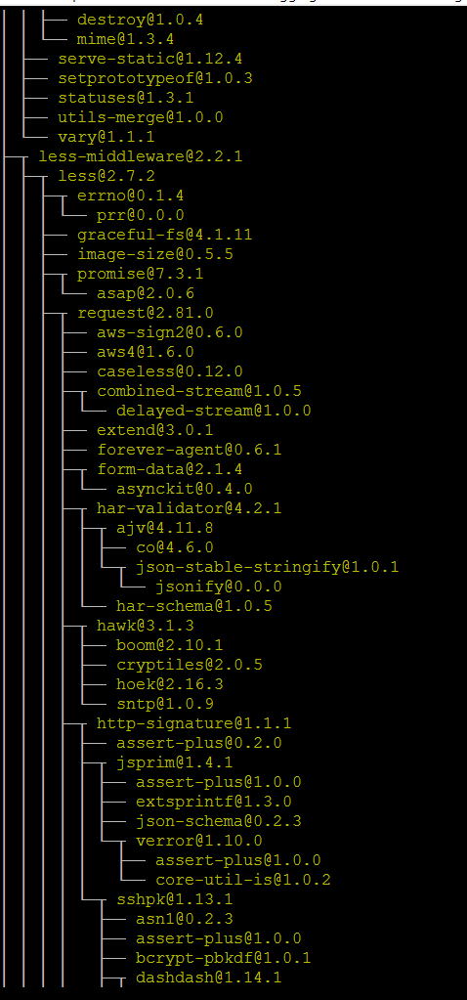 destroy@1.0.4
mime@1.3.4
serve-static@1.12.4
setprototypeof@1.0.3
statuses@1.3.1
utils-merge@1.0.0
vary@1.1.1
less-middleware@2.2.1
less@2.7.2
errno@0.1.4
prr@0.0.0
graceful-fs@4.1.11
image-size@0.5.5
promise@7.3.1
asap@2.0.6
request@2.81.0
aws-sign2@0.6.0
aws4@1.6.0
caseless@0.12.0
combined-stream@1.0.5
delayed-stream@1.0.0
extend@3.0.1
forever-agent@0.6.1
form-data@2.1.4
asynckit@0.4.0
har-validator@4.2.1
ajv@4.11.8
co@4.6.0
json-stable-stringify@1.0.1
jsonify@0.0.0
har-schema@1.0.5
hawk@3.1.3
boom@2.10.1
cryptiles@2.0.5
hoek@2.16.3
sntp@1.0.9
http-signature@1.1.1
assert-plus@0.2.0
jsprim@1.4.1
assert-plus@1.0.0
extsprintf@1.3.0
json-schema@0.2.3
verror@1.10.0
assert-plus@1.0.0
core-util-is@1.0.2
sshpk@1.13.1
asn1@0.2.3
assert-plus@1.0.0
bcrypt-pbkdf@1.0.1
dashdash@1.14.1